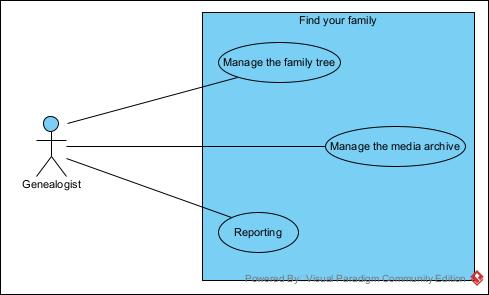 Find your family
Manage the family tree
Manage the media archive
Genealogist
Reporting
Powered By: Visual Paradigm Community Edition